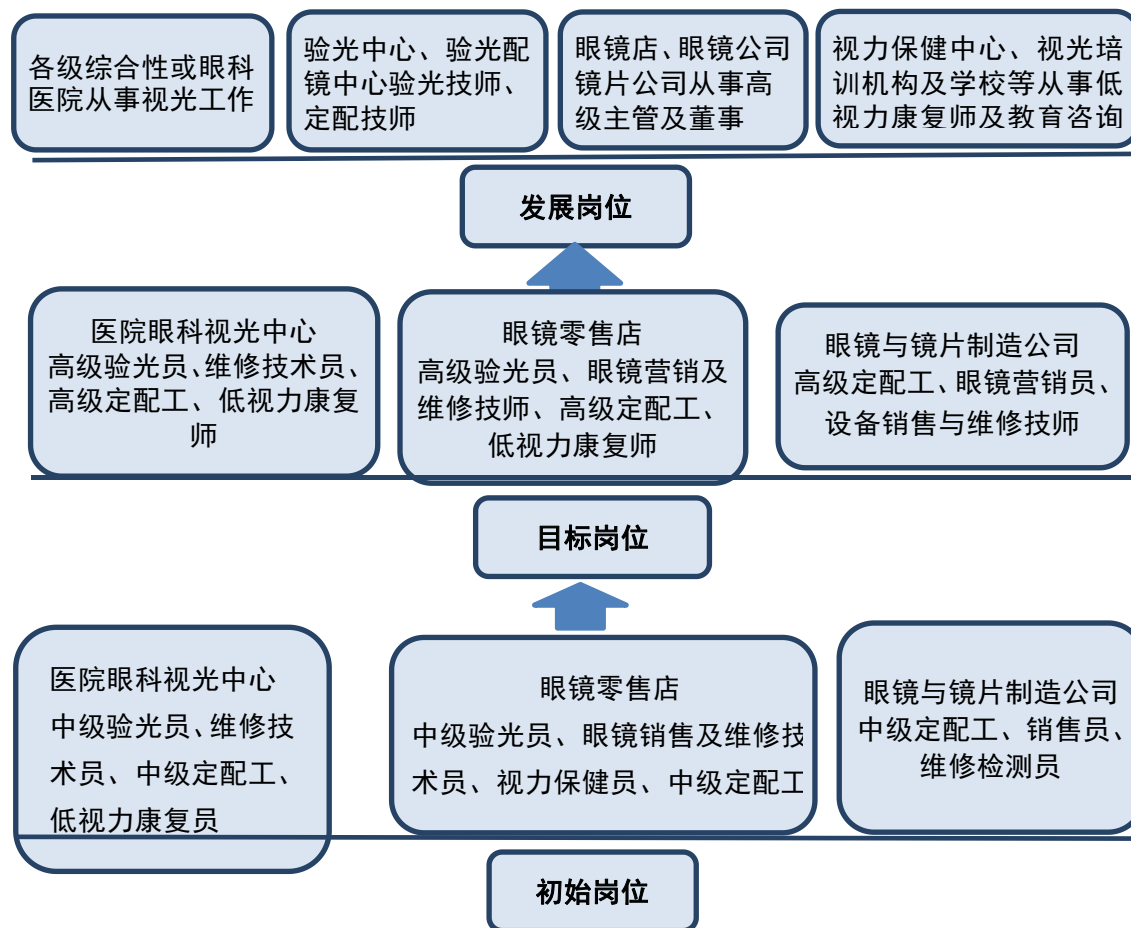 各级综合性或眼科
医院从事视光工作
验光中心、验光配
镜中心验光技师、
定配技师
眼镜店、眼镜公司
镜片公司从事高
级主管及董事
视力保健中心、视光培
训机构及学校等从事低
视力康复师及教育咨询
发展岗位
医院眼科视光中心
高级验光员、维修技术员、
高级定配工、低视力康复
师
眼镜零售店
高级验光员、眼镜营销及
维修技师、高级定配工、
低视力康复师
眼镜与镜片制造公司
高级定配工、眼镜营销员、
设备销售与维修技师
目标岗位
医院眼科视光中心
中级验光员、维修技
术员、中级定配工、
低视力康复员
眼镜零售店
中级验光员、眼镜销售及维修技
术员、视力保健员、中级定配工
眼镜与镜片制造公司
中级定配工、销售员、
维修检测员
初始岗位